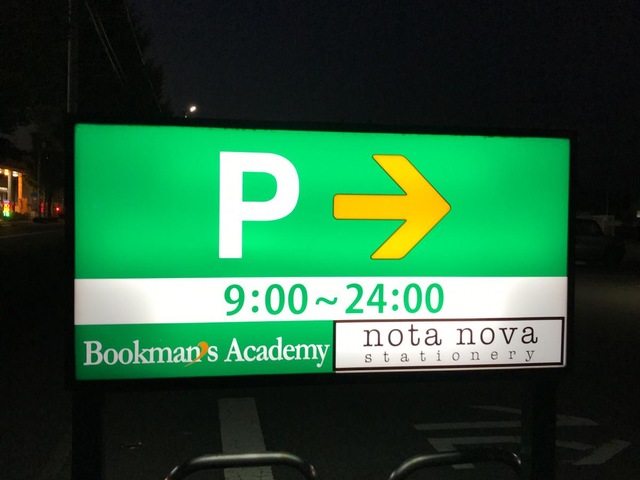 P
9:00~24:00
Bookman's Academy
nota nova
stationery